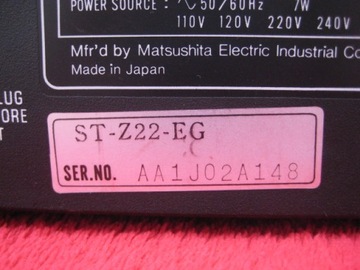 POWER SOURCE : ~ 50/60Hz 7W
110V 120V 220V 240V
Mfr'd by Matsushita Electric Industrial Co
Made in Japan
LUG
ORE
T
ST-Z22-EG
SER.NO. AA1J02A148